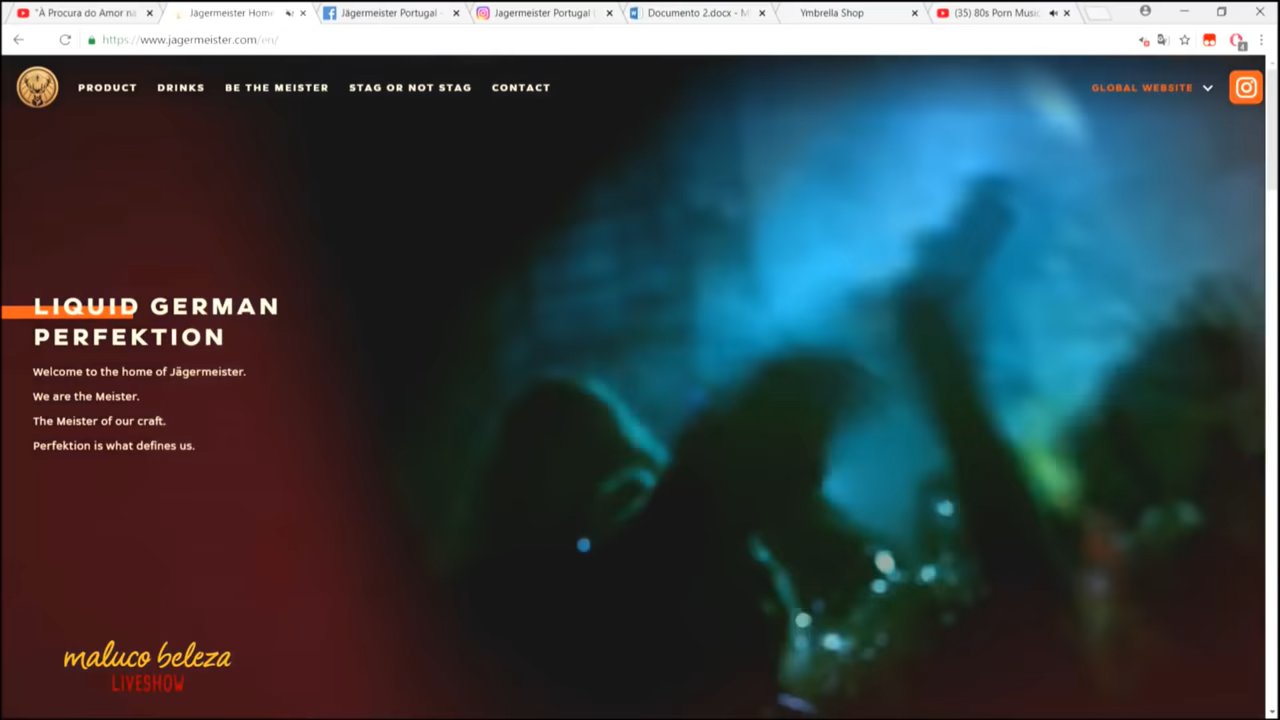 "À Procura do Amor na
Jägermeister Home
Jägermeister Portugal -
Jagermeister Portugal (
Documento 2.docx - M
Ymbrella Shop
(35) 80s Porn Music
https://www.jagermeister.com/en/
4
PRODUCT
DRINKS
BE THE MEISTER
STAG OR NOT STAG
CONTACT
GLOBAL WEBSITE
LIQUID GERMAN
PERFEKTION
Welcome to the home of Jägermeister.
We are the Meister.
The Meister of our craft.
Perfektion is what defines us.
maluco beleza
LIVESHOW